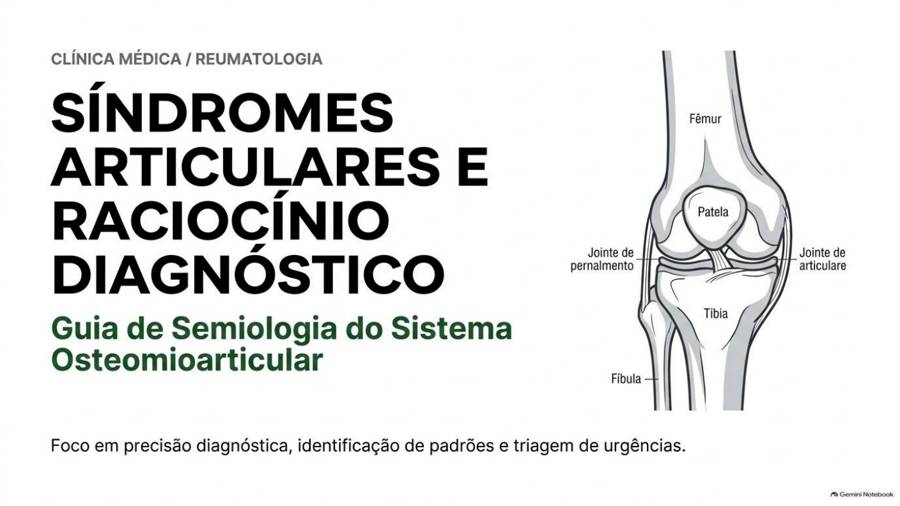 CLÍNICA MÉDICA / REUMATOLOGIA
SÍNDROMES
ARTICULARES E
RACIOCÍNIO
DIAGNÓSTICO
Guia de Semiologia do Sistema
Osteomioarticular
Fêmur
Patela
Jointe de
pernalmento
Jointe de
articulare
Tíbia
Fíbula
Foco em precisão diagnóstica, identificação de padrões e triagem de urgências.
Gemini Notebook